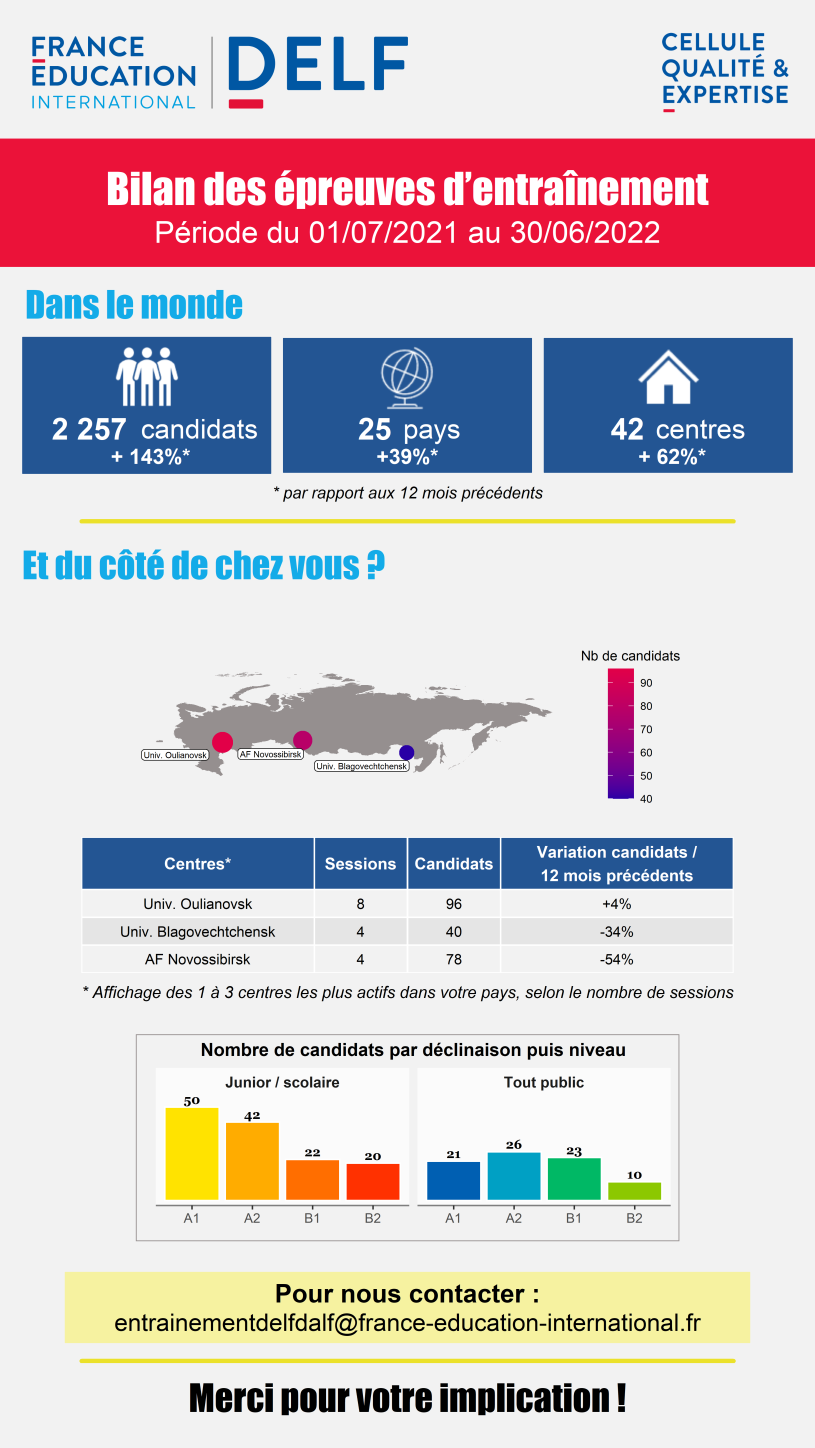 FRANCE
EDUCATION
INTERNATIONAL
DELF
CELLULE
QUALITÉ &
EXPERTISE
Bilan des épreuves d'entraînement
Période du 01/07/2021 au 30/06/2022
Dans le monde
2 257 candidats
+ 143%*
25 pays
+39%*
42 centres
+ 62%*
* par rapport aux 12 mois précédents
Et du côté de chez vous ?
Nb de candidats
90
80
70
60
50
40
Univ. Oulianovsk
AF Novossibirsk
Univ. Blagovechtchensk
Centres* Sessions Candidats Variation candidats /
12 mois précédents
Univ. Oulianovsk 8 96 +4%
Univ. Blagovechtchensk 4 40 -34%
AF Novossibirsk 4 78 -54%
* Affichage des 1 à 3 centres les plus actifs dans votre pays, selon le nombre de sessions
Nombre de candidats par déclinaison puis niveau
Junior / scolaire
50 42 22 20
A1 A2 B1 B2
Tout public
21 26 23 10
A1 A2 B1 B2
Pour nous contacter :
entrainementdelfdalf@france-education-international.fr
Merci pour votre implication !